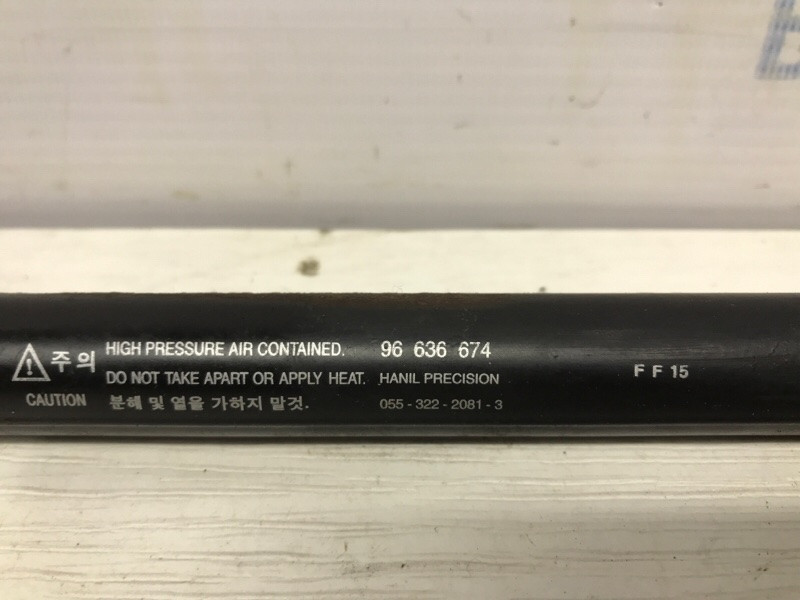 주의
CAUTION
HIGH PRESSURE AIR CONTAINED.
DO NOT TAKE APART OR APPLY HEAT.
분해 및 열을 가하지 말것.
96 636 674
HANIL PRECISION
055 - 322 - 2081 - 3
F F 15